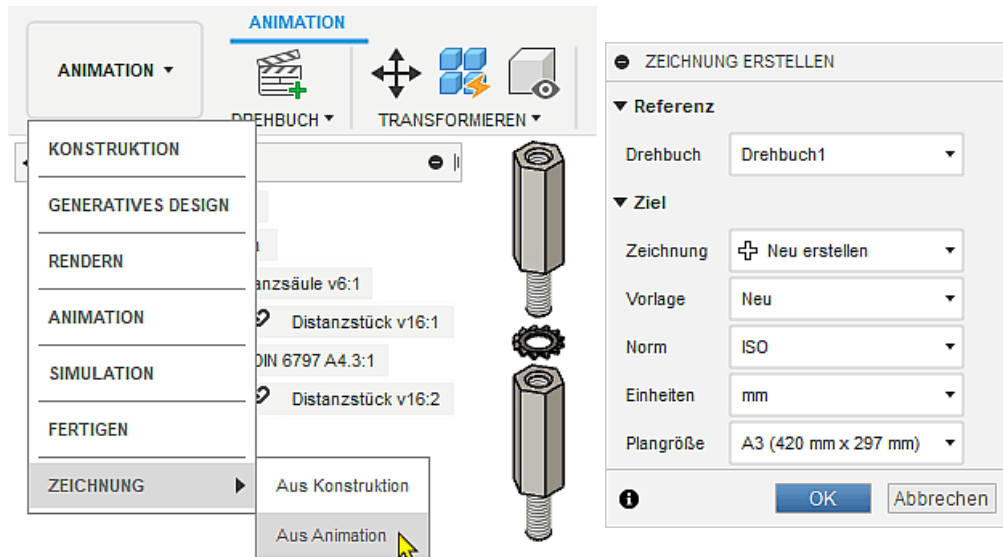 ANIMATION
ANIMATION
DREHBUCH
TRANSFORMIEREN
KONSTRUKTION
GENERATIVES DESIGN
RENDERN
ANIMATION
SIMULATION
FERTIGEN
ZEICHNUNG
anzsäule v6:1
Distanzstück v16:1
DIN 6797 A4.3:1
Distanzstück v16:2
Aus Konstruktion
Aus Animation
ZEICHNUNG ERSTELLEN
Referenz
Drehbuch Drehbuch1
Ziel
Zeichnung Neu erstellen
Vorlage Neu
Norm ISO
Einheiten mm
Plangröße A3 (420 mm x 297 mm)
OK Abbrechen